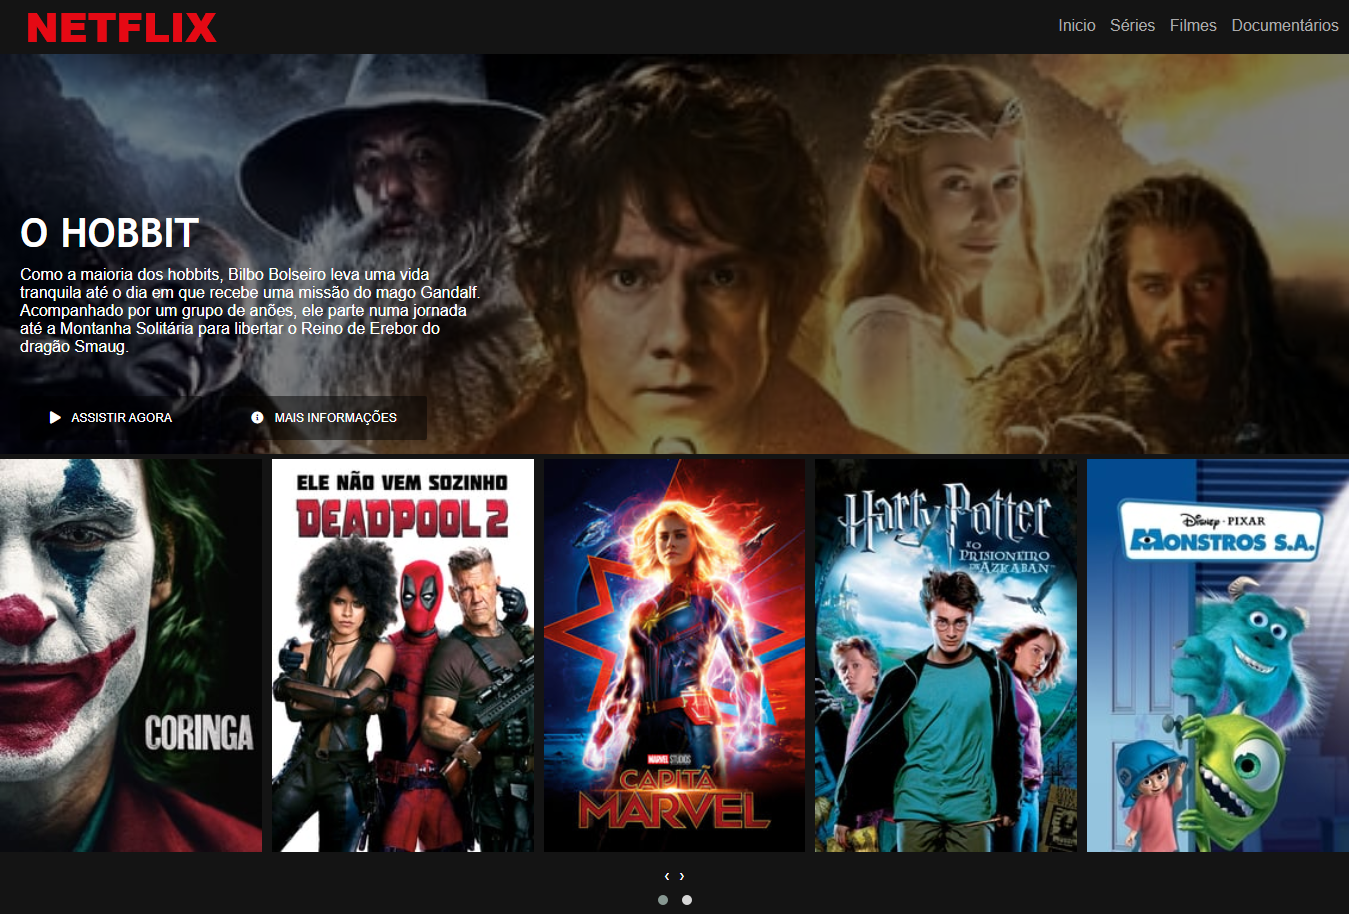 NETFLIX
Inicio Séries Filmes Documentários
O HOBBIT
Como a maioria dos hobbits, Bilbo Bolseiro leva uma vida
tranquila até o dia em que recebe uma missão do mago Gandalf.
Acompanhado por um grupo de anões, ele parte numa jornada
até a Montanha Solitária para libertar o Reino de Erebor do
dragão Smaug.
ASSISTIR AGORA
MAIS INFORMAÇÕES
CORINGA
ELE NÃO VEM SOZINHO
DEADPOOL 2
MARVEL STUDIOS
CAPITÃ
MARVEL
Harry Potter
E O
PRISIONEIRO
DE AZKABAN™
Disney · PIXAR
MONSTROS S.A.
‹ ›